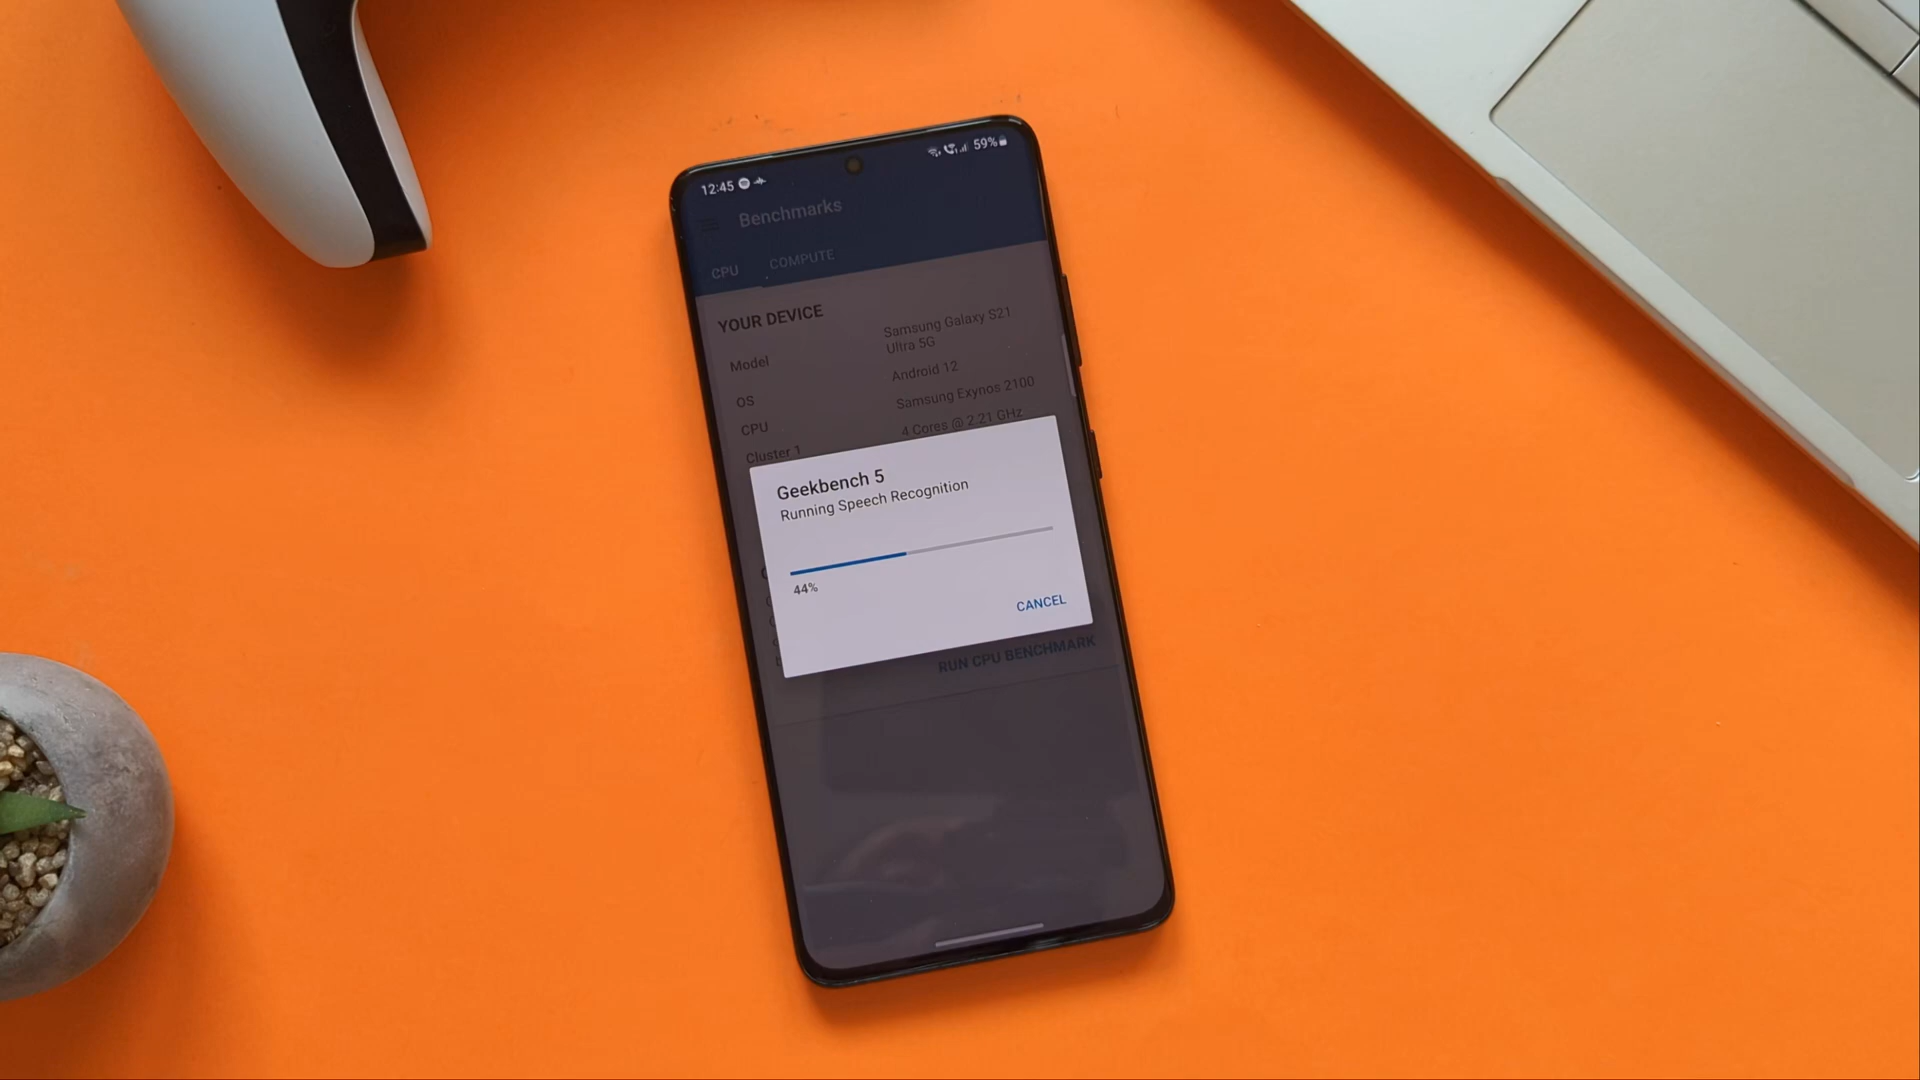 12:45
59%
Benchmarks
CPU COMPUTE
YOUR DEVICE
Model Samsung Galaxy S21
Ultra 5G
OS Android 12
CPU Samsung Exynos 2100
Cluster 1 4 Cores @ 2.21 GHz
Geekbench 5
Running Speech Recognition
44%
CANCEL
RUN CPU BENCHMARK